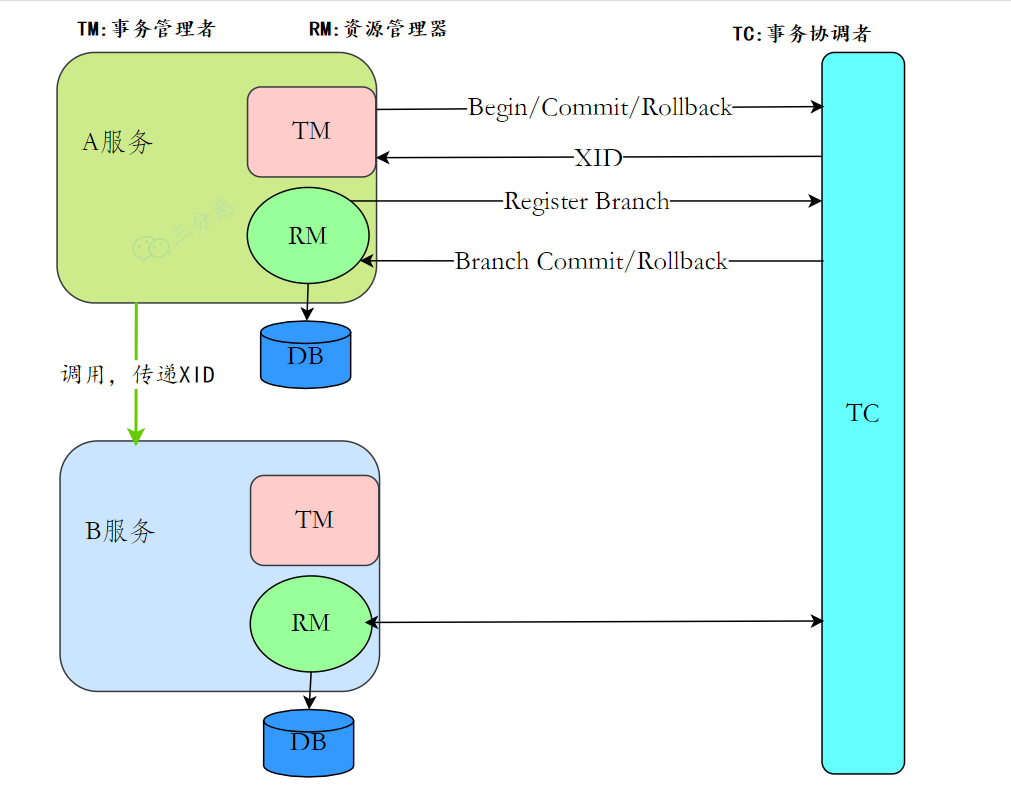 TM:事务管理者
RM:资源管理器
TC:事务协调者
A服务
TM
Begin/Commit/Rollback
XID
Register Branch
RM
Branch Commit/Rollback
三分恶
DB
调用，传递XID
TC
B服务
TM
RM
DB